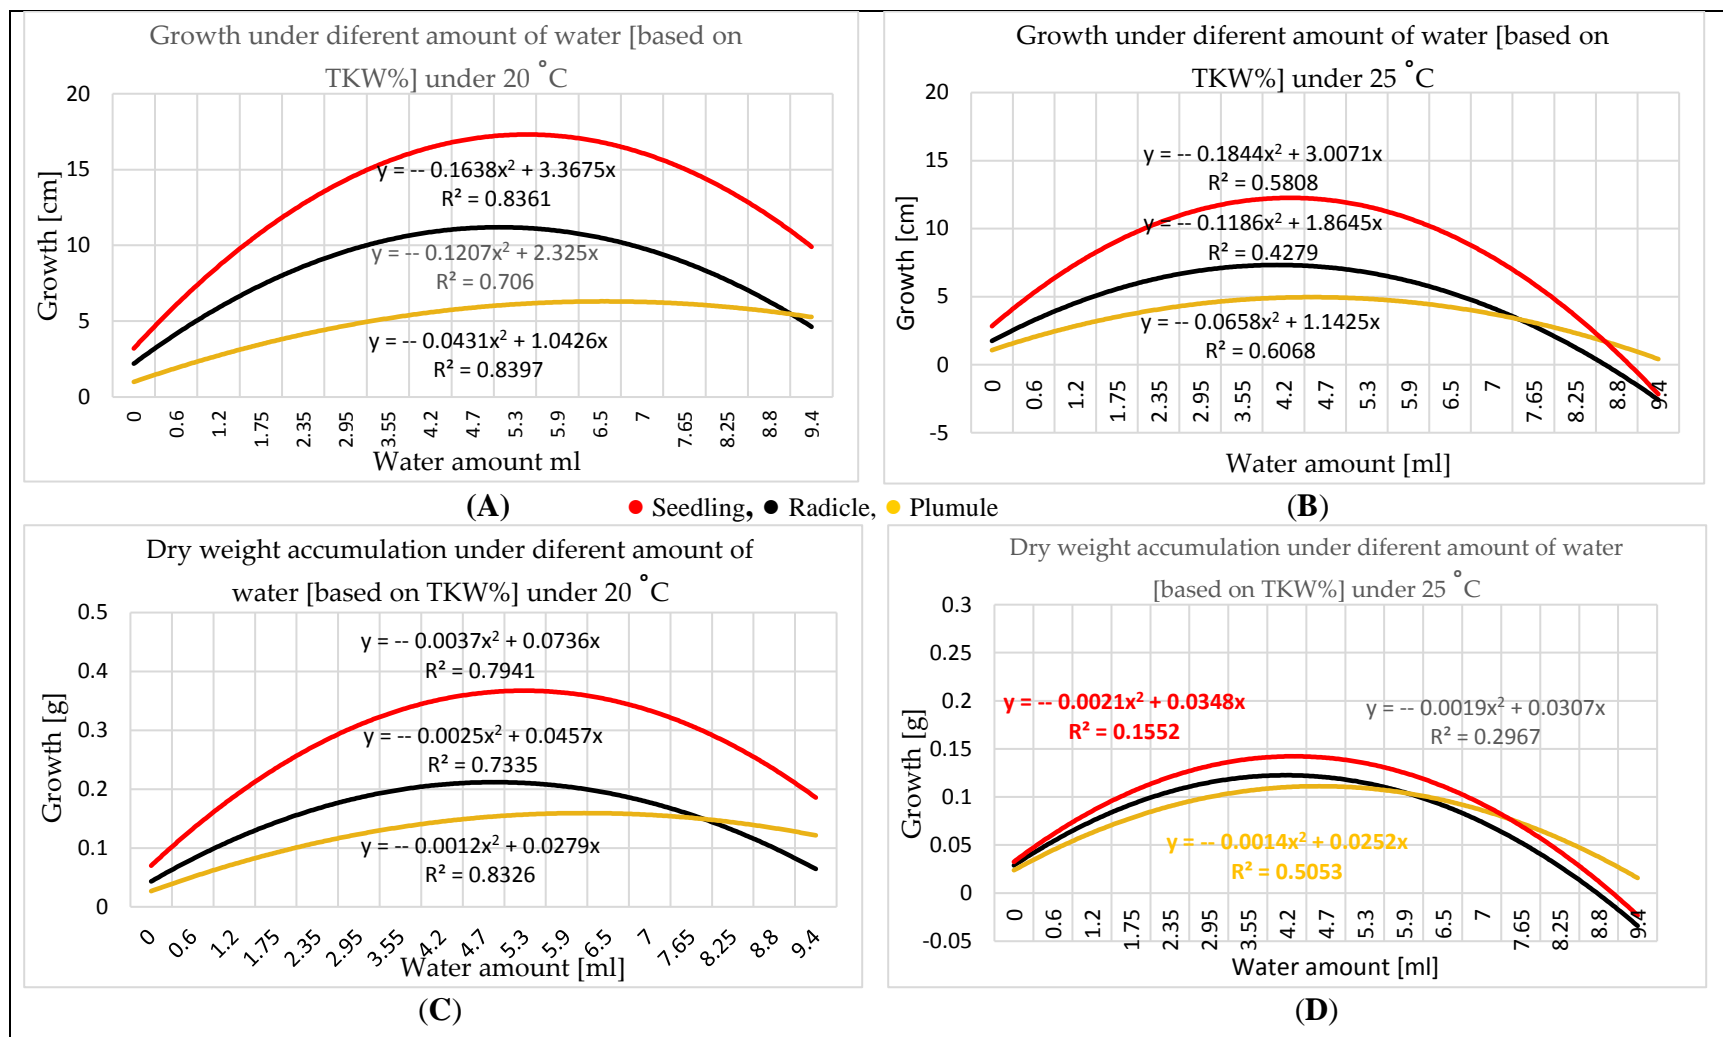 Growth under diferent amount of water [based on
TKW%] under 20 ˚C
20
15
10
5
0
Growth [cm]
y = -- 0.1638x² + 3.3675x
R² = 0.8361
y = -- 0.1207x² + 2.325x
R² = 0.706
y = -- 0.0431x² + 1.0426x
R² = 0.8397
0 0.6 1.2 1.75 2.35 2.95 3.55 4.2 4.7 5.3 5.9 6.5 7 7.65 8.25 8.8 9.4
Water amount ml
(A)
Growth under diferent amount of water [based on
TKW%] under 25 ˚C
20
15
10
5
0
-5
Growth [cm]
y = -- 0.1844x² + 3.0071x
R² = 0.5808
y = -- 0.1186x² + 1.8645x
R² = 0.4279
y = -- 0.0658x² + 1.1425x
R² = 0.6068
0 0.6 1.2 1.75 2.35 2.95 3.55 4.2 4.7 5.3 5.9 6.5 7 7.65 8.25 8.8 9.4
Water amount [ml]
(B)
Seedling, Radicle, Plumule
Dry weight accumulation under diferent amount of
water [based on TKW%] under 20 ˚C
0.5
0.4
0.3
0.2
0.1
0
Growth [g]
y = -- 0.0037x² + 0.0736x
R² = 0.7941
y = -- 0.0025x² + 0.0457x
R² = 0.7335
y = -- 0.0012x² + 0.0279x
R² = 0.8326
0 0.6 1.2 1.75 2.35 2.95 3.55 4.2 4.7 5.3 5.9 6.5 7 7.65 8.25 8.8 9.4
Water amount [ml]
(C)
Dry weight accumulation under diferent amount of water
[based on TKW%] under 25 ˚C
0.3
0.25
0.2
0.15
0.1
0.05
0
-0.05
Growth [g]
y = -- 0.0021x² + 0.0348x
R² = 0.1552
y = -- 0.0019x² + 0.0307x
R² = 0.2967
y = -- 0.0014x² + 0.0252x
R² = 0.5053
0 0.6 1.2 1.75 2.35 2.95 3.55 4.2 4.7 5.3 5.9 6.5 7 7.65 8.25 8.8 9.4
Water amount [ml]
(D)